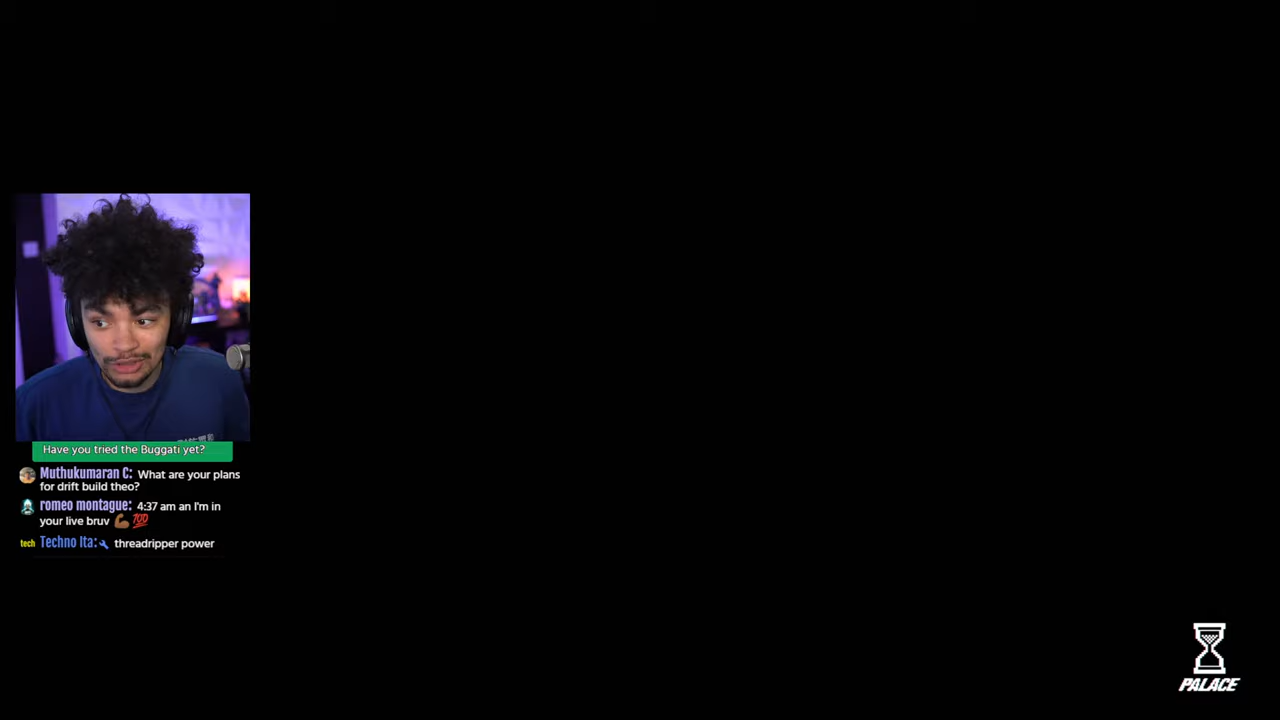 Have you tried the Buggati yet?
Muthukumaran C: What are your plans
for drift build theo?
romeo montague: 4:37 am an I'm in
your live bruv 💪🏾 💯
tech Techno Ita: threadripper power
PALACE